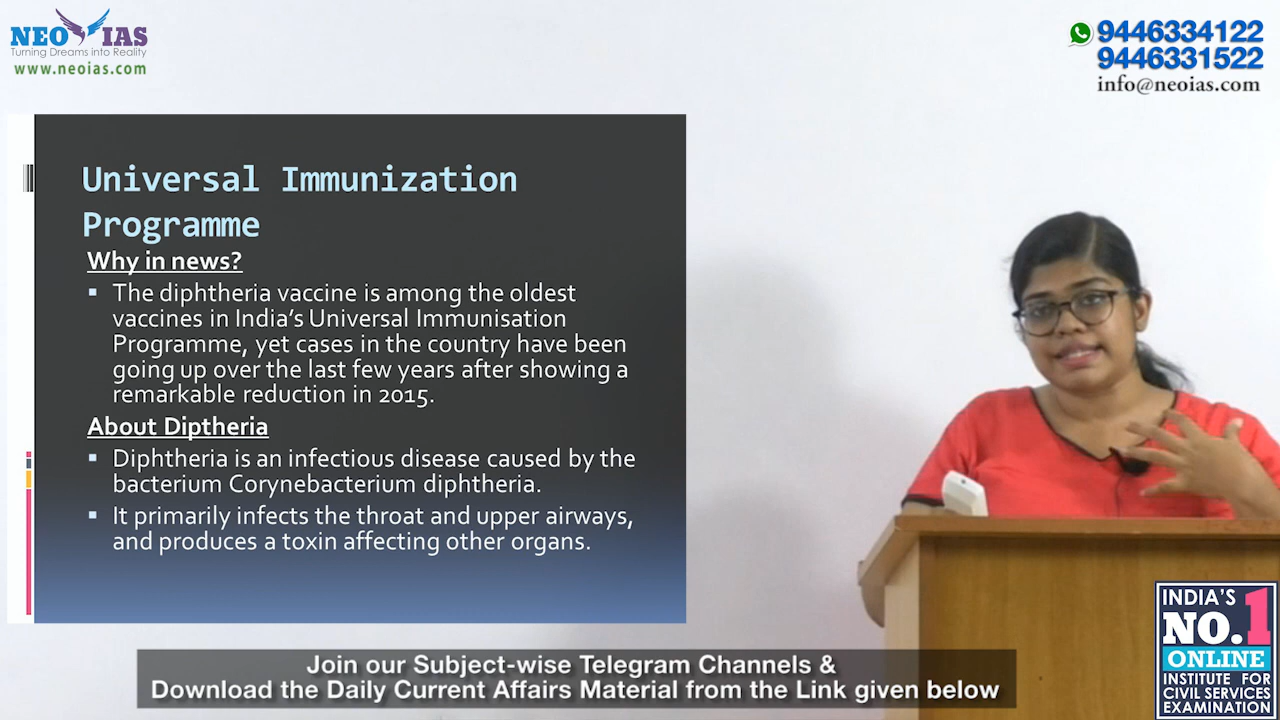 NEO IAS
Turning Dreams into Reality
www.neoias.com
9446334122
9446331522
info@neoias.com
Universal Immunization
Programme
Why in news?
▪ The diphtheria vaccine is among the oldest
vaccines in India's Universal Immunisation
Programme, yet cases in the country have been
going up over the last few years after showing a
remarkable reduction in 2015.
About Diptheria
▪ Diphtheria is an infectious disease caused by the
bacterium Corynebacterium diphtheria.
▪ It primarily infects the throat and upper airways,
and produces a toxin affecting other organs.
Join our Subject-wise Telegram Channels &
Download the Daily Current Affairs Material from the Link given below
INDIA'S
NO.1
ONLINE
INSTITUTE FOR
CIVIL SERVICES
EXAMINATION